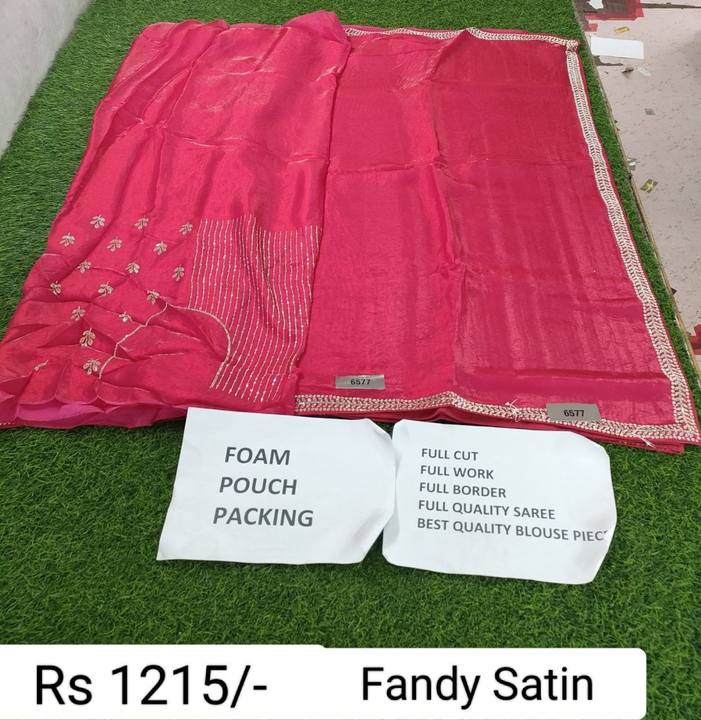 6577
6577
FOAM
POUCH
PACKING
FULL CUT
FULL WORK
FULL BORDER
FULL QUALITY SAREE
BEST QUALITY BLOUSE PIEC
Rs 1215/-
Fandy Satin